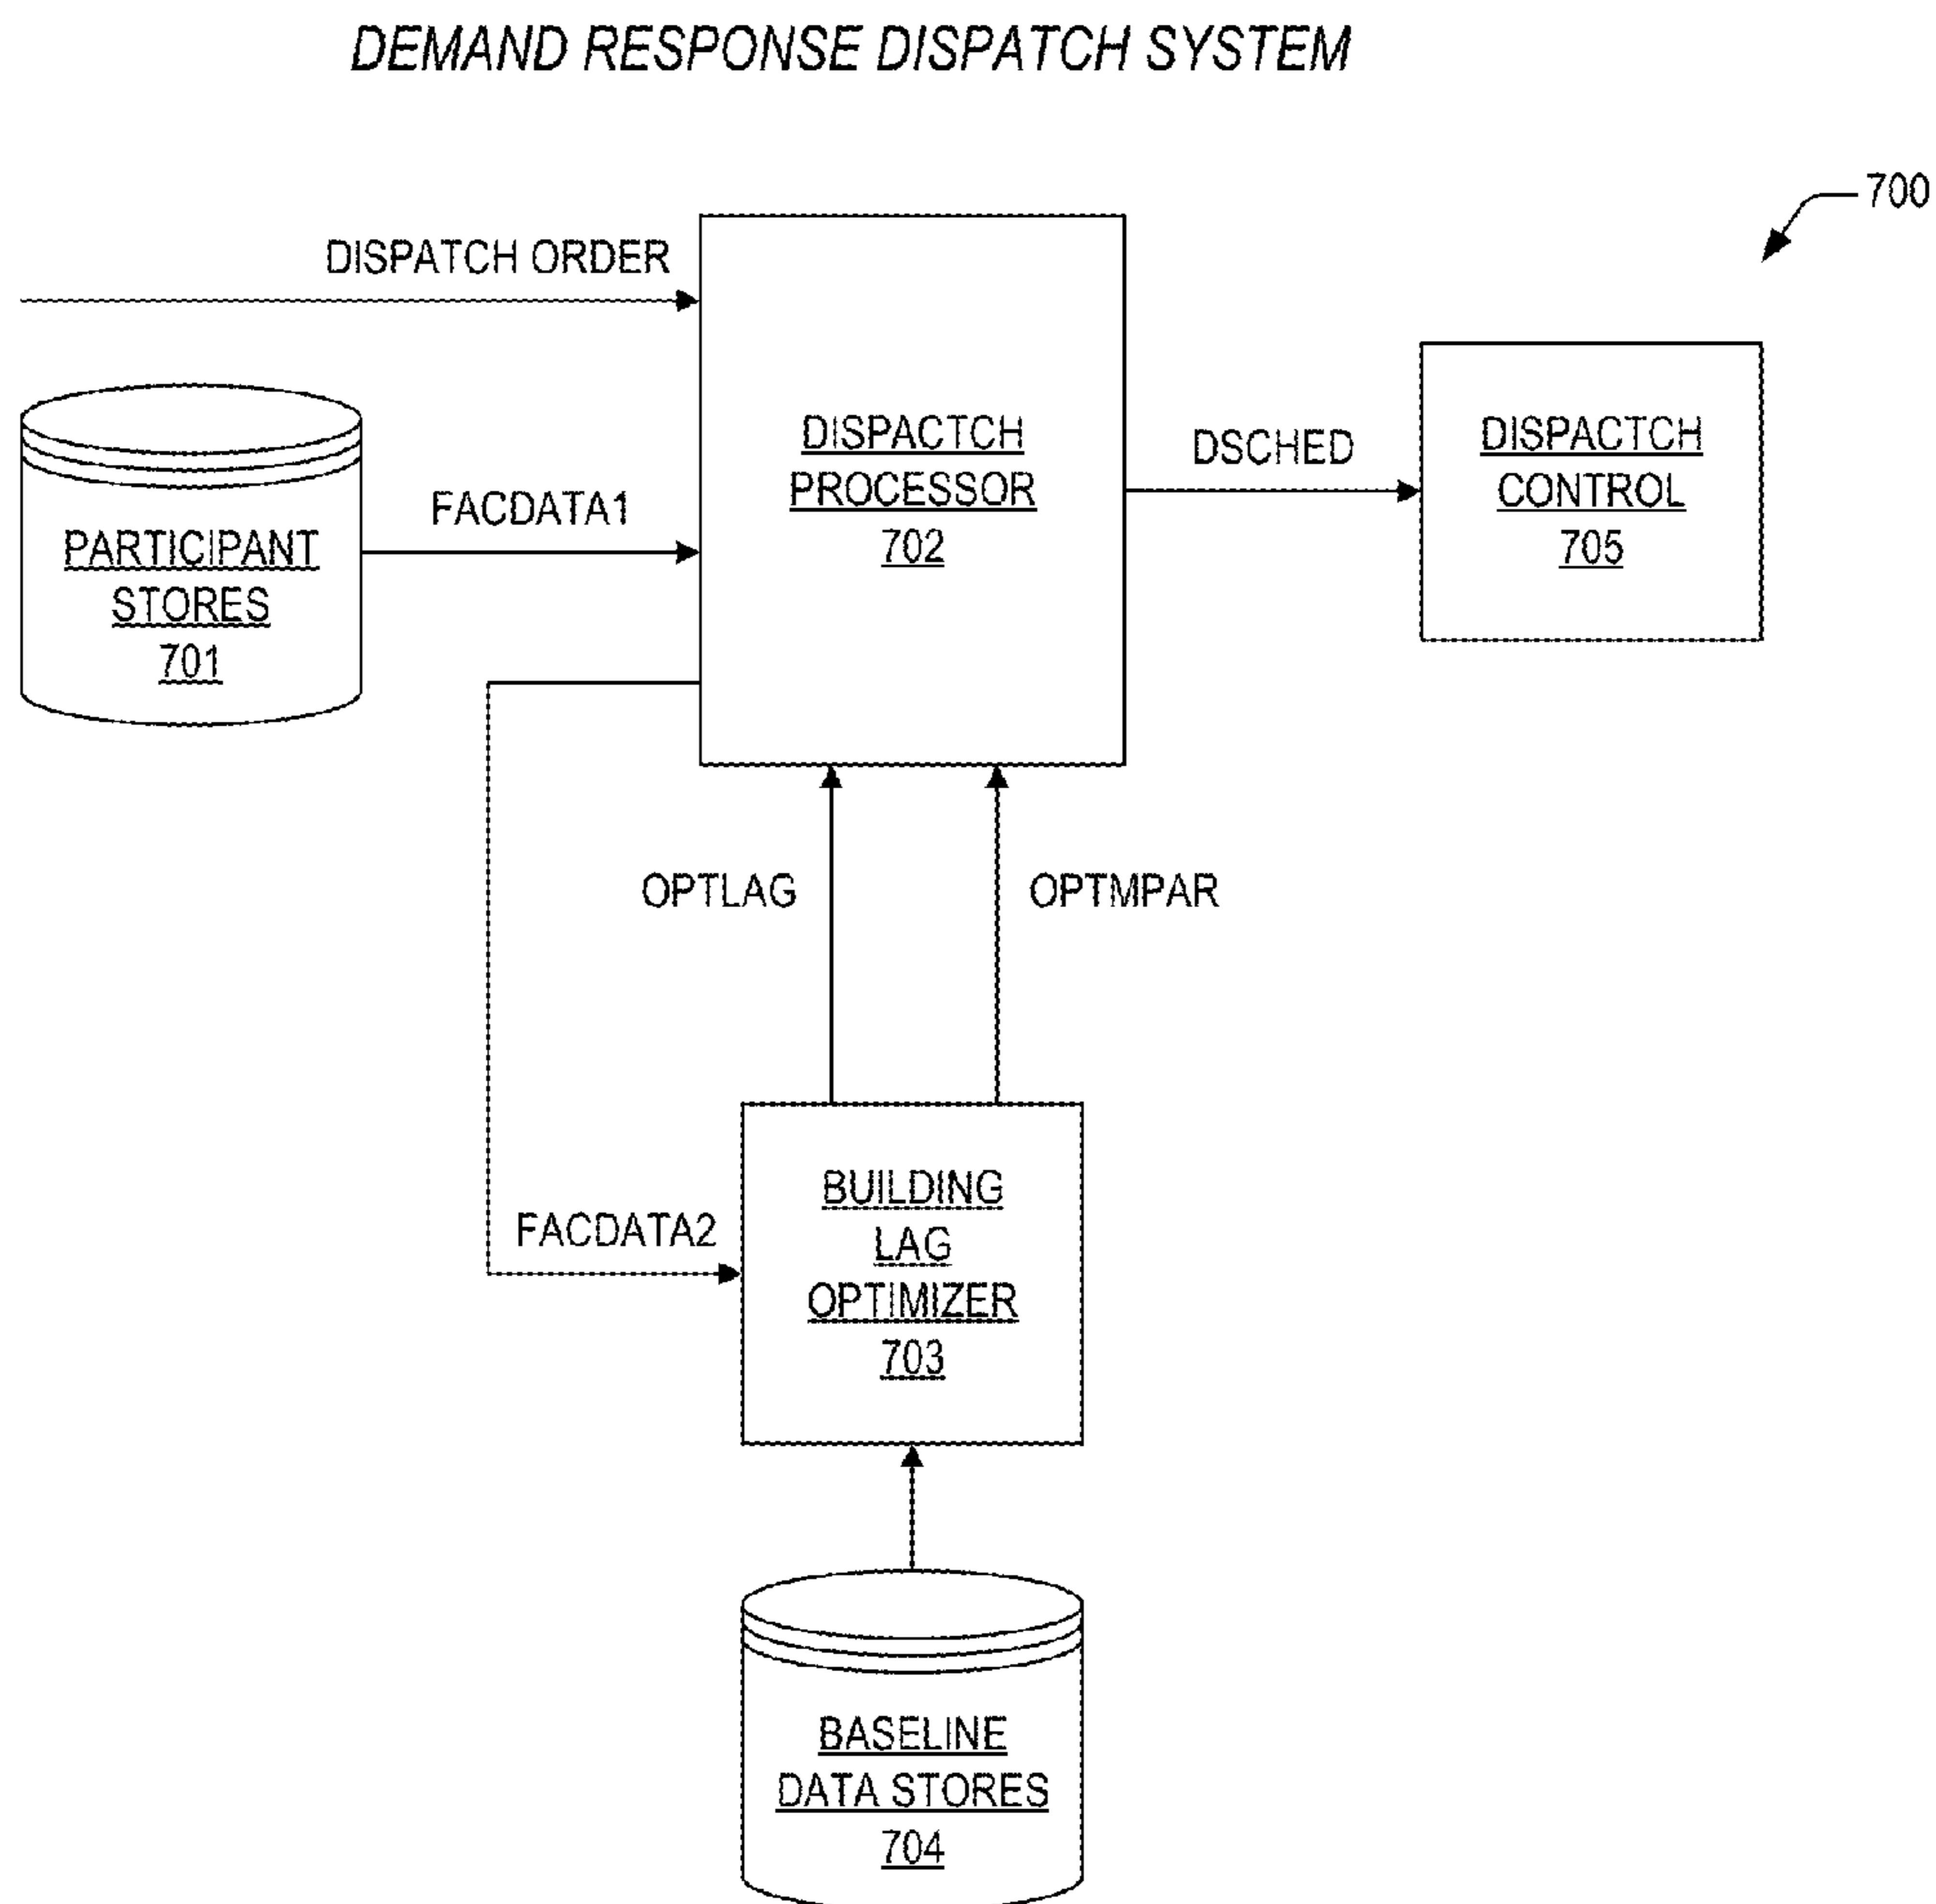 DEMAND RESPONSE DISPATCH SYSTEM
700
DISPATCH ORDER
DISPACTCH
PROCESSOR
702
DSCHED
DISPACTCH
CONTROL
705
FACDATA1
PARTICIPANT
STORES
701
OPTLAG
OPTMPAR
FACDATA2
BUILDING
LAG
OPTIMIZER
703
BASELINE
DATA STORES
704